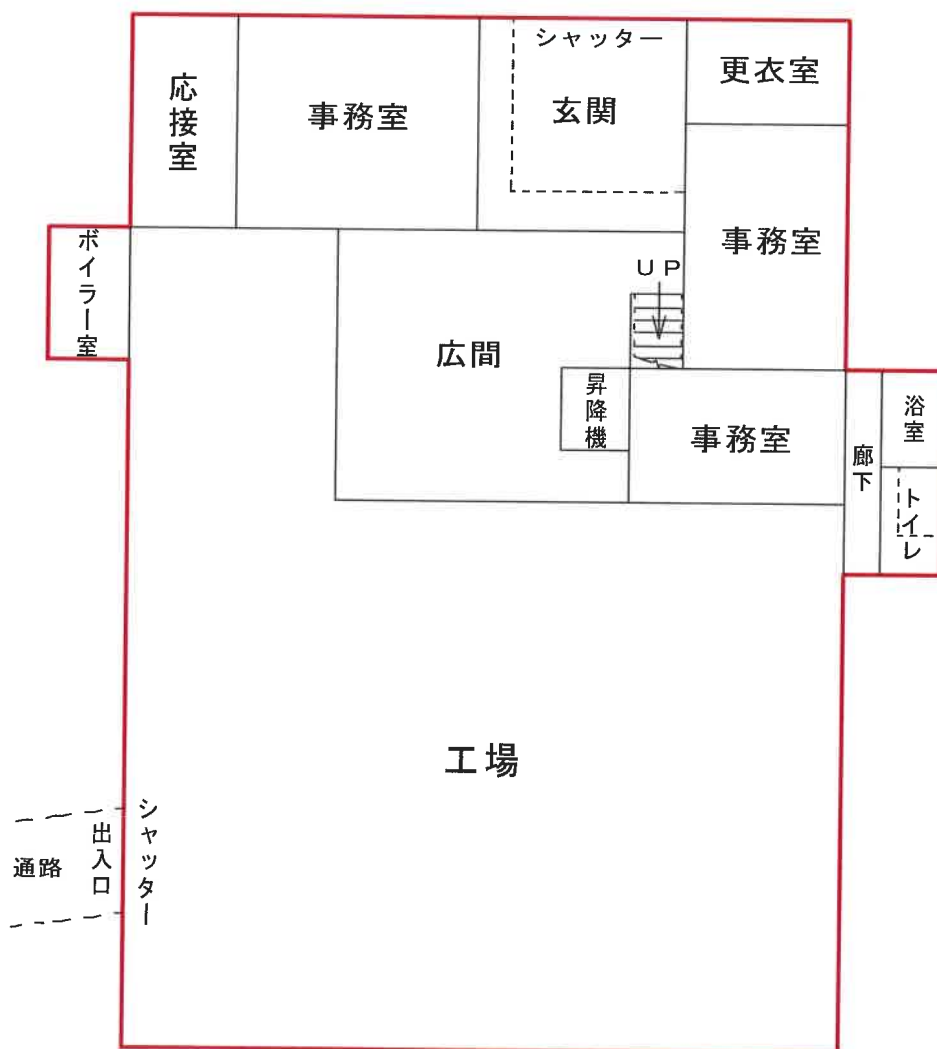 シャッター
更衣室
応接室
事務室
玄関
事務室
ボイラー室
UP
広間
昇降機
事務室
廊下
浴室
トイレ
工場
シャッター
出入口
通路